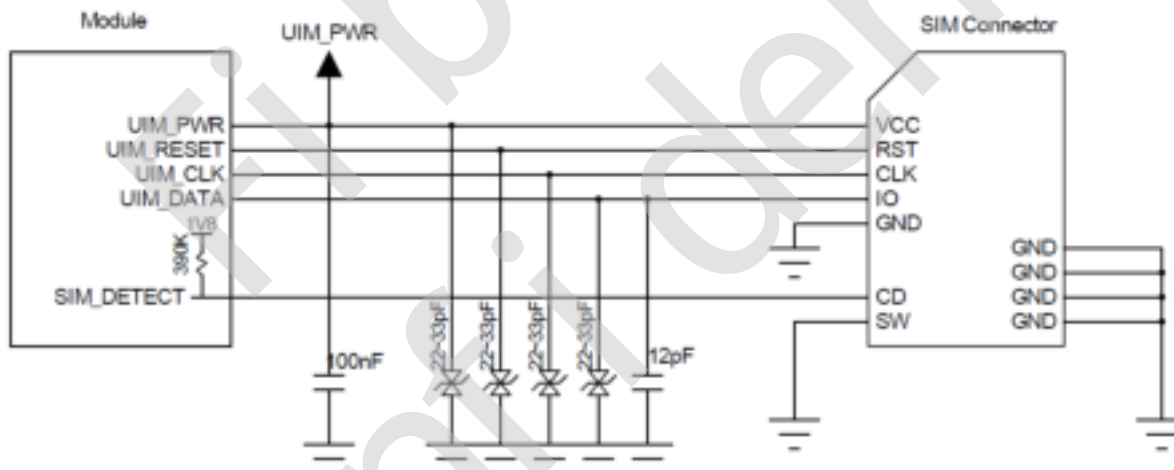 Module
SIM Connector
UIM_PWR
UIM_PWR
VCC
UIM_RESET
RST
UIM_CLK
CLK
UIM_DATA
IO
1V8
GND
390K
GND
GND
SIM_DETECT
CD
GND
SW
GND
100nF
22~33pF
22~33pF
22~33pF
22~33pF
12pF